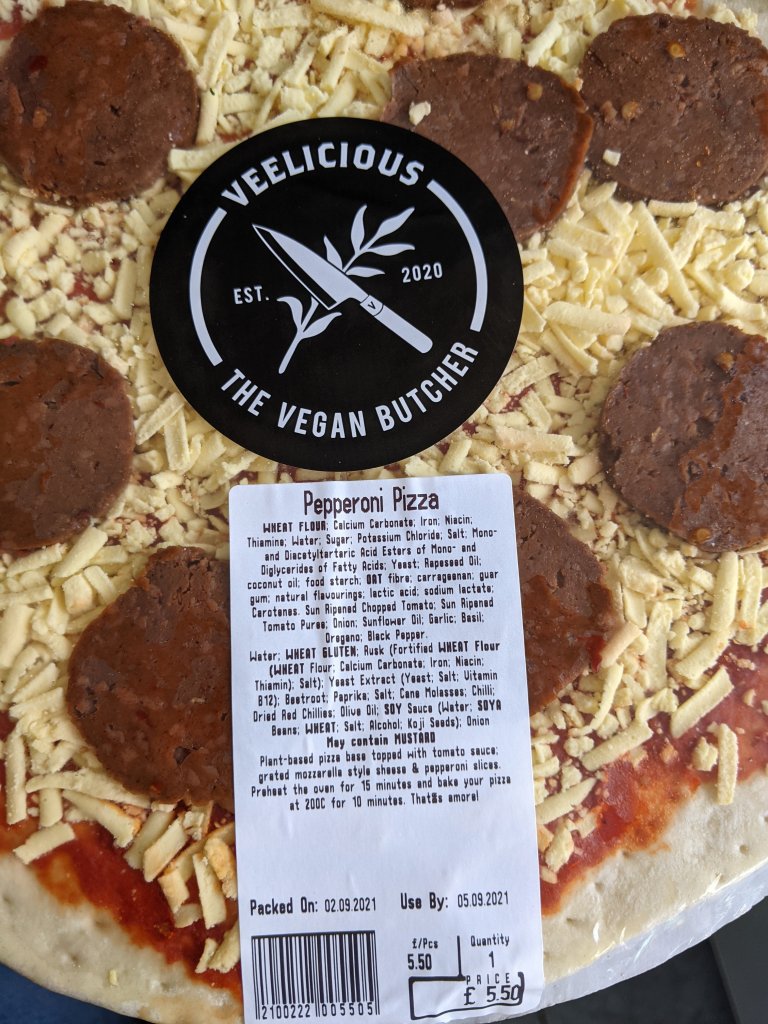 VEELICIOUS
EST. 2020
THE VEGAN BUTCHER
Pepperoni Pizza
WHEAT FLOUR; Calcium Carbonate; Iron; Niacin;
Thiamine; Water; Sugar; Potassium Chloride; Salt; Mono-
and Diacetyltartaric Acid Esters of Mono- and
Diglycerides of Fatty Acids; Yeast; Rapeseed Oil;
coconut oil; food starch; OAT fibre; carrageenan; guar
gum; natural flavourings; lactic acid; sodium lactate;
Carotenes. Sun Ripened Chopped Tomato; Sun Ripened
Tomato Puree; Onion; Sunflower Oil; Garlic; Basil;
Oregano; Black Pepper.
Water; WHEAT GLUTEN; Rusk (Fortified WHEAT Flour
(WHEAT Flour; Calcium Carbonate; Iron; Niacin;
Thiamin); Salt); Yeast Extract (Yeast; Salt; Vitamin
B12); Beetroot; Paprika; Salt; Cane Molasses; Chilli;
Dried Red Chillies; Olive Oil; SOY Sauce (Water; SOYA
Beans; WHEAT; Salt; Alcohol; Koji Seeds); Onion
May contain MUSTARD
Plant-based pizza base topped with tomato sauce;
grated mozzarella style sheese & pepperoni slices.
Preheat the oven for 15 minutes and bake your pizza
at 200C for 10 minutes. That&s amore!
Packed On: 02.09.2021 Use By: 05.09.2021
£/Pcs Quantity
5.50 1
PRICE
£ 5.50
2100222 005505